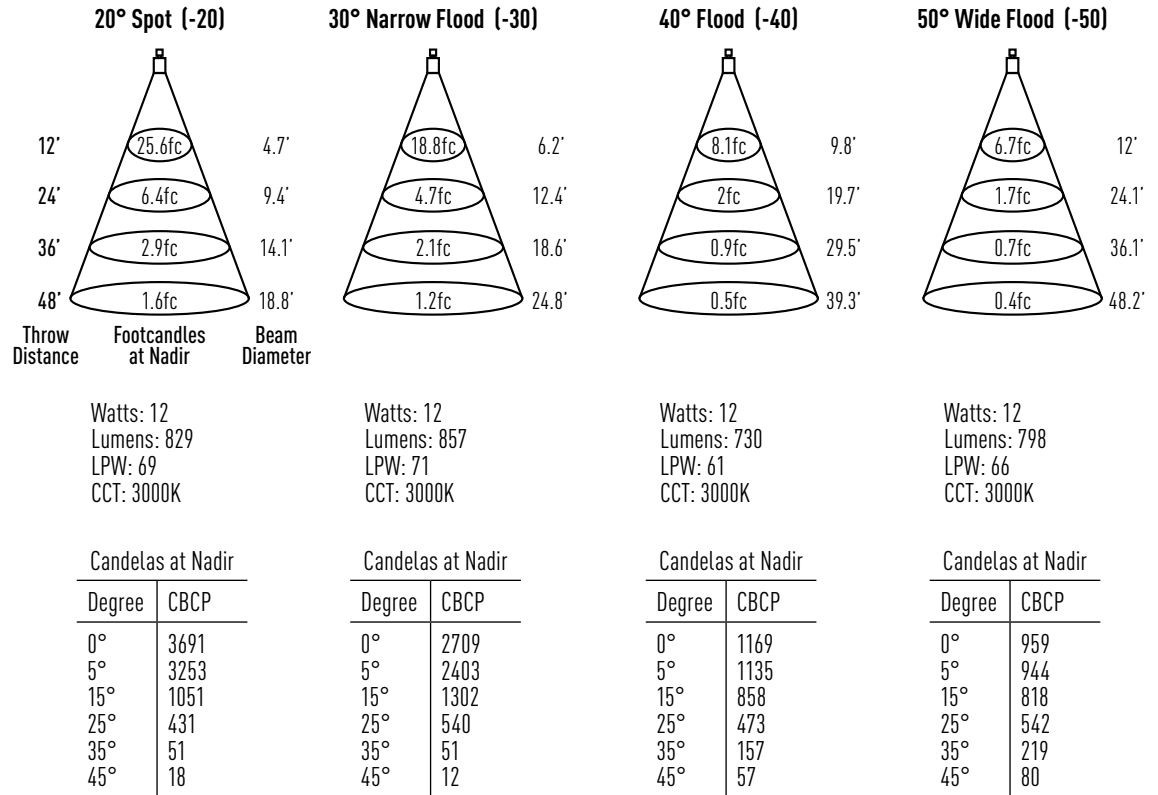 20° Spot (-20) 30° Narrow Flood (-30) 40° Flood (-40) 50° Wide Flood (-50)
12' 25.6fc 4.7' 18.8fc 6.2' 8.1fc 9.8' 6.7fc 12'
24' 6.4fc 9.4' 4.7fc 12.4' 2fc 19.7' 1.7fc 24.1'
36' 2.9fc 14.1' 2.1fc 18.6' 0.9fc 29.5' 0.7fc 36.1'
48' 1.6fc 18.8' 1.2fc 24.8' 0.5fc 39.3' 0.4fc 48.2'
Throw Footcandles Beam
Distance at Nadir Diameter
Watts: 12 Watts: 12 Watts: 12 Watts: 12
Lumens: 829 Lumens: 857 Lumens: 730 Lumens: 798
LPW: 69 LPW: 71 LPW: 61 LPW: 66
CCT: 3000K CCT: 3000K CCT: 3000K CCT: 3000K
Candelas at Nadir Candelas at Nadir Candelas at Nadir Candelas at Nadir
Degree CBCP Degree CBCP Degree CBCP Degree CBCP
0° 3691 0° 2709 0° 1169 0° 959
5° 3253 5° 2403 5° 1135 5° 944
15° 1051 15° 1302 15° 858 15° 818
25° 431 25° 540 25° 473 25° 542
35° 51 35° 51 35° 157 35° 219
45° 18 45° 12 45° 57 45° 80